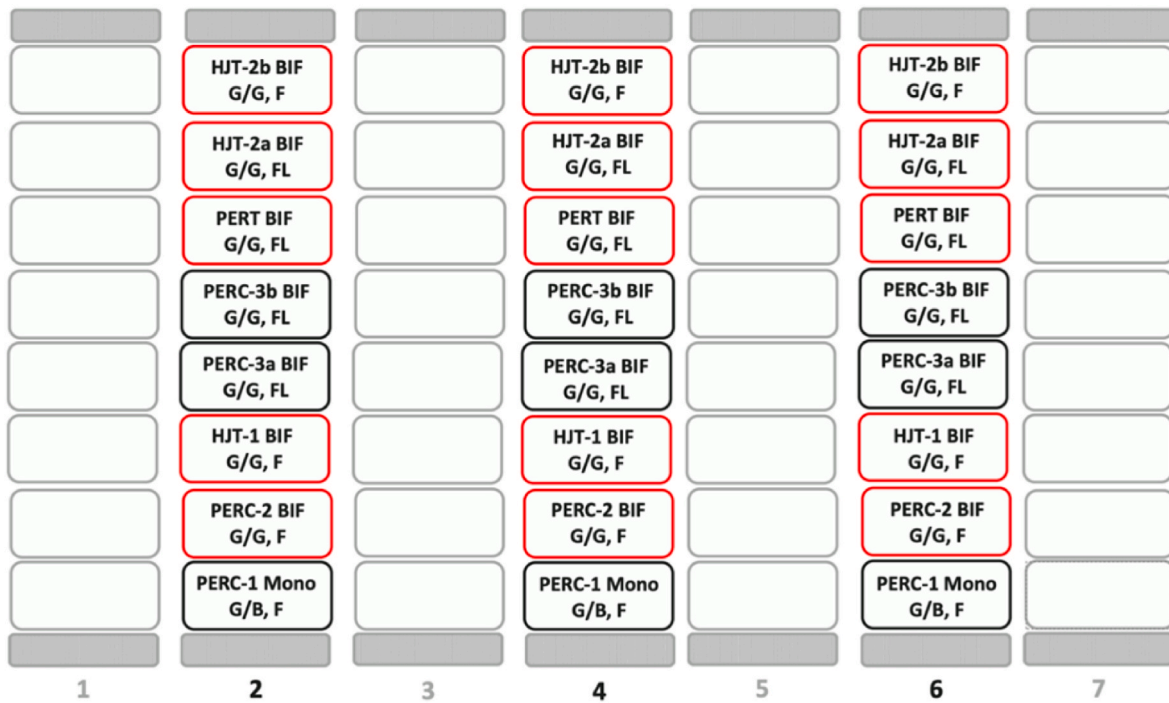 HJT-2b BIF
G/G, F
HJT-2b BIF
G/G, F
HJT-2b BIF
G/G, F
HJT-2a BIF
G/G, FL
HJT-2a BIF
G/G, FL
HJT-2a BIF
G/G, FL
PERT BIF
G/G, FL
PERT BIF
G/G, FL
PERT BIF
G/G, FL
PERC-3b BIF
G/G, FL
PERC-3b BIF
G/G, FL
PERC-3b BIF
G/G, FL
PERC-3a BIF
G/G, FL
PERC-3a BIF
G/G, FL
PERC-3a BIF
G/G, FL
HJT-1 BIF
G/G, F
HJT-1 BIF
G/G, F
HJT-1 BIF
G/G, F
PERC-2 BIF
G/G, F
PERC-2 BIF
G/G, F
PERC-2 BIF
G/G, F
PERC-1 Mono
G/B, F
PERC-1 Mono
G/B, F
PERC-1 Mono
G/B, F
1 2 3 4 5 6 7